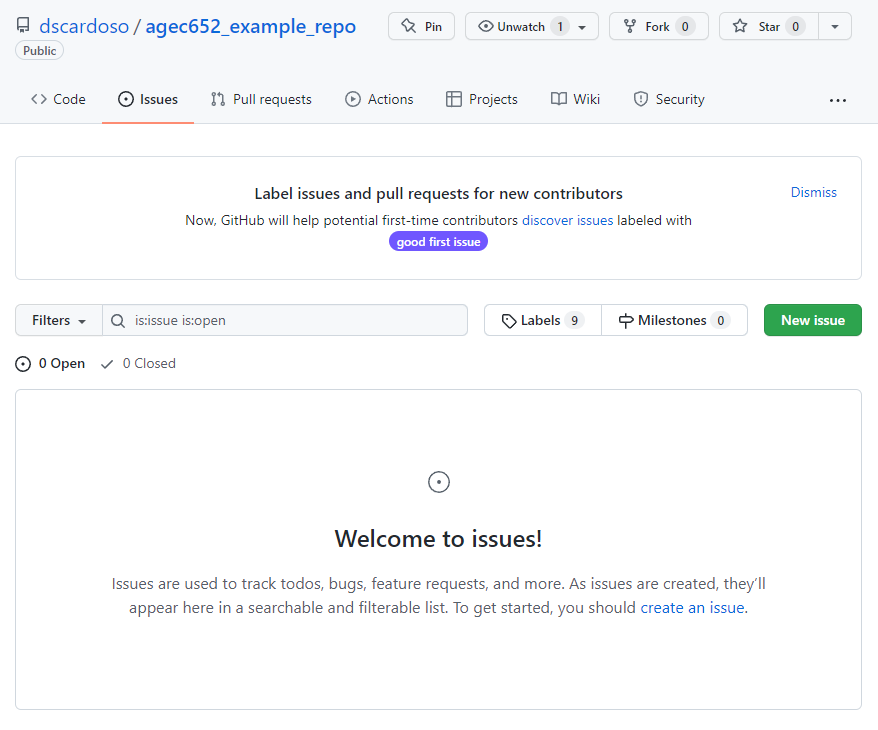 dscardoso / agec652_example_repo Pin Unwatch 1 Fork 0 Star 0
Public
Code Issues Pull requests Actions Projects Wiki Security ...
Label issues and pull requests for new contributors Dismiss
Now, GitHub will help potential first-time contributors discover issues labeled with
good first issue
Filters is:issue is:open Labels 9 Milestones 0 New issue
0 Open 0 Closed
Welcome to issues!
Issues are used to track todos, bugs, feature requests, and more. As issues are created, they’ll
appear here in a searchable and filterable list. To get started, you should create an issue.